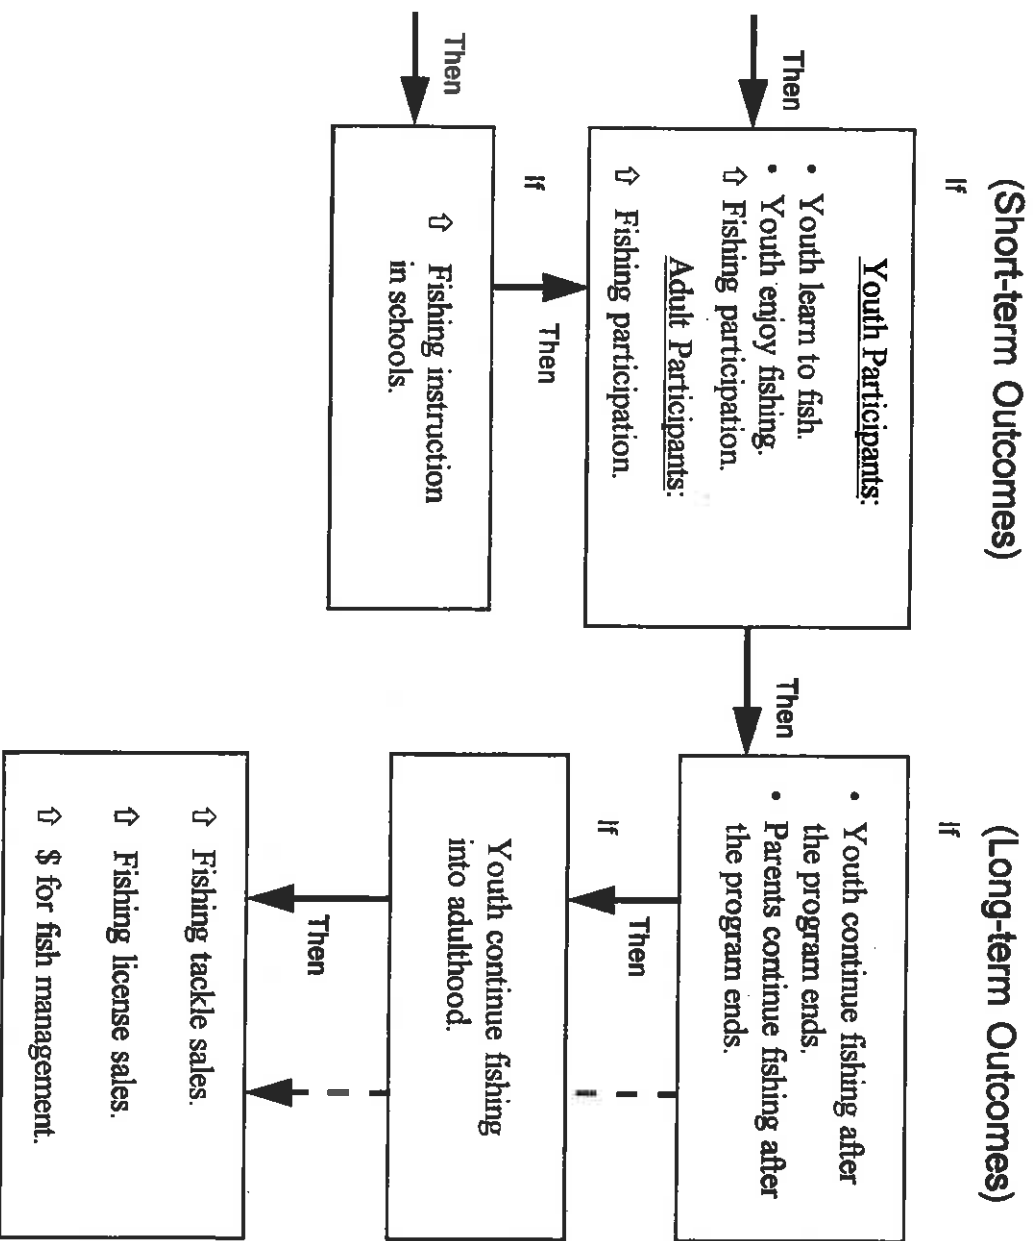 (Short-term Outcomes)
If
Then
Youth Participants:
• Youth learn to fish.
• Youth enjoy fishing.
⇧ Fishing participation.
Adult Participants:
⇧ Fishing participation.
If
Then
Then
⇧ Fishing instruction
in schools.
Then
(Long-term Outcomes)
If
• Youth continue fishing after
the program ends.
• Parents continue fishing after
the program ends.
If
Then
Youth continue fishing
into adulthood.
Then
⇧ Fishing tackle sales.
⇧ Fishing license sales.
⇧ $ for fish management.